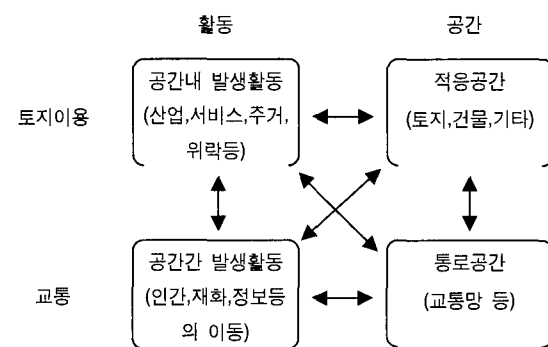 활동 공간
공간내 발생활동
(산업,서비스,주거,
위락등)
적응공간
(토지,건물,기타)
토지이용
공간간 발생활동
(인간,재화,정보등
의 이동)
통로공간
(교통망 등)
교통